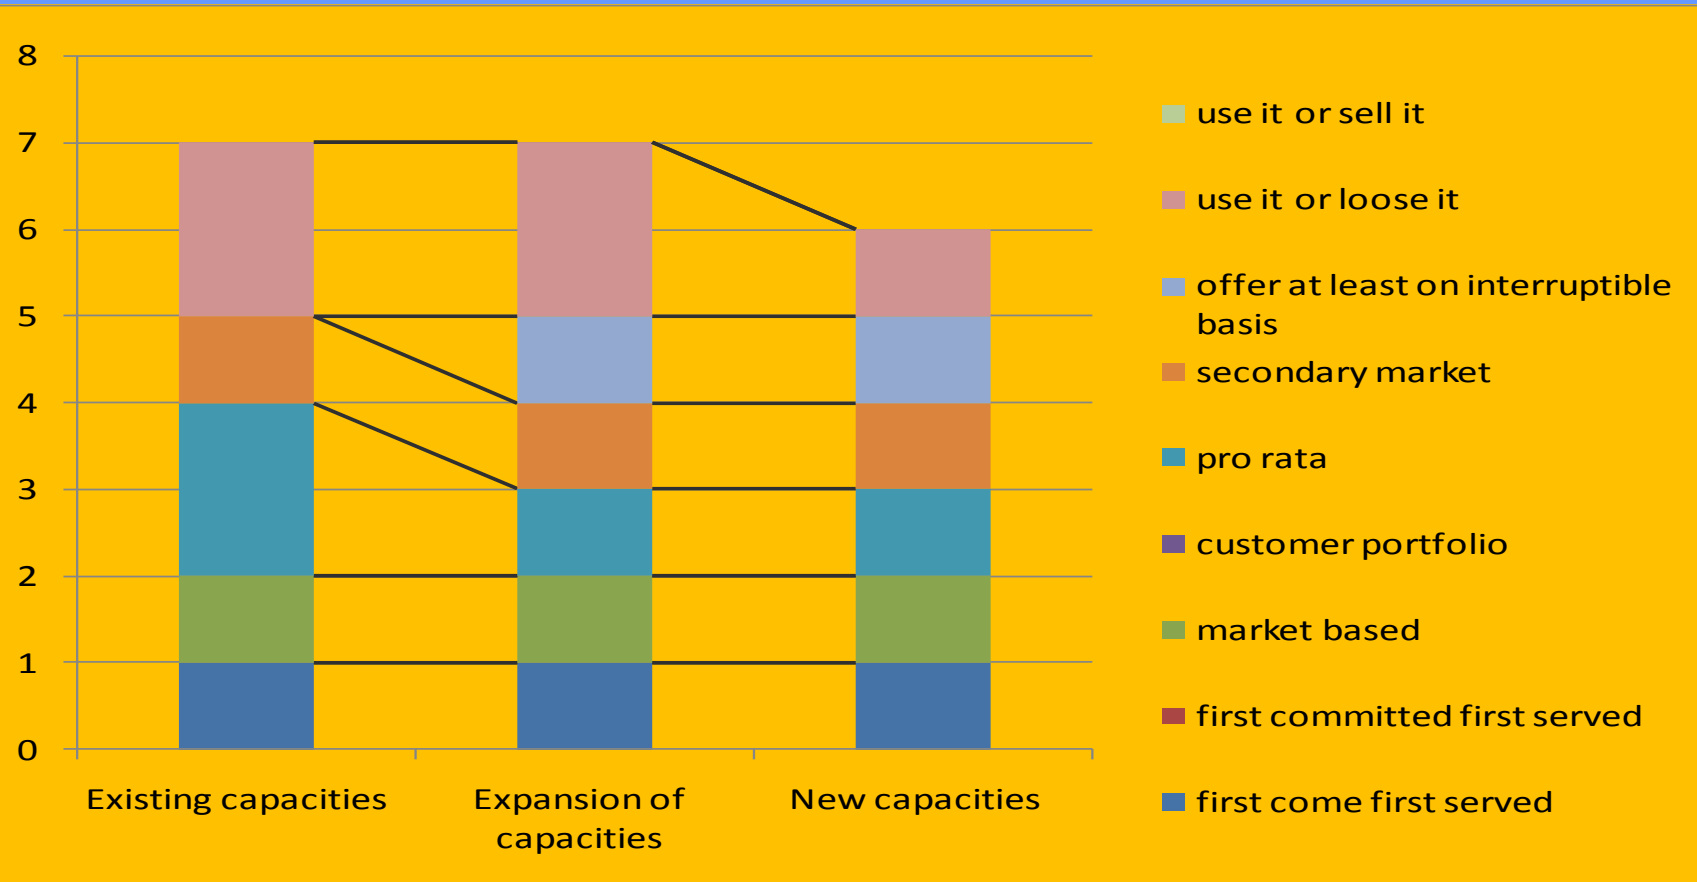 8
7
6
5
4
3
2
1
0
Existing capacities
Expansion of
capacities
New capacities
use it or sell it
use it or loose it
offer at least on interruptible
basis
secondary market
pro rata
customer portfolio
market based
first committed first served
first come first served